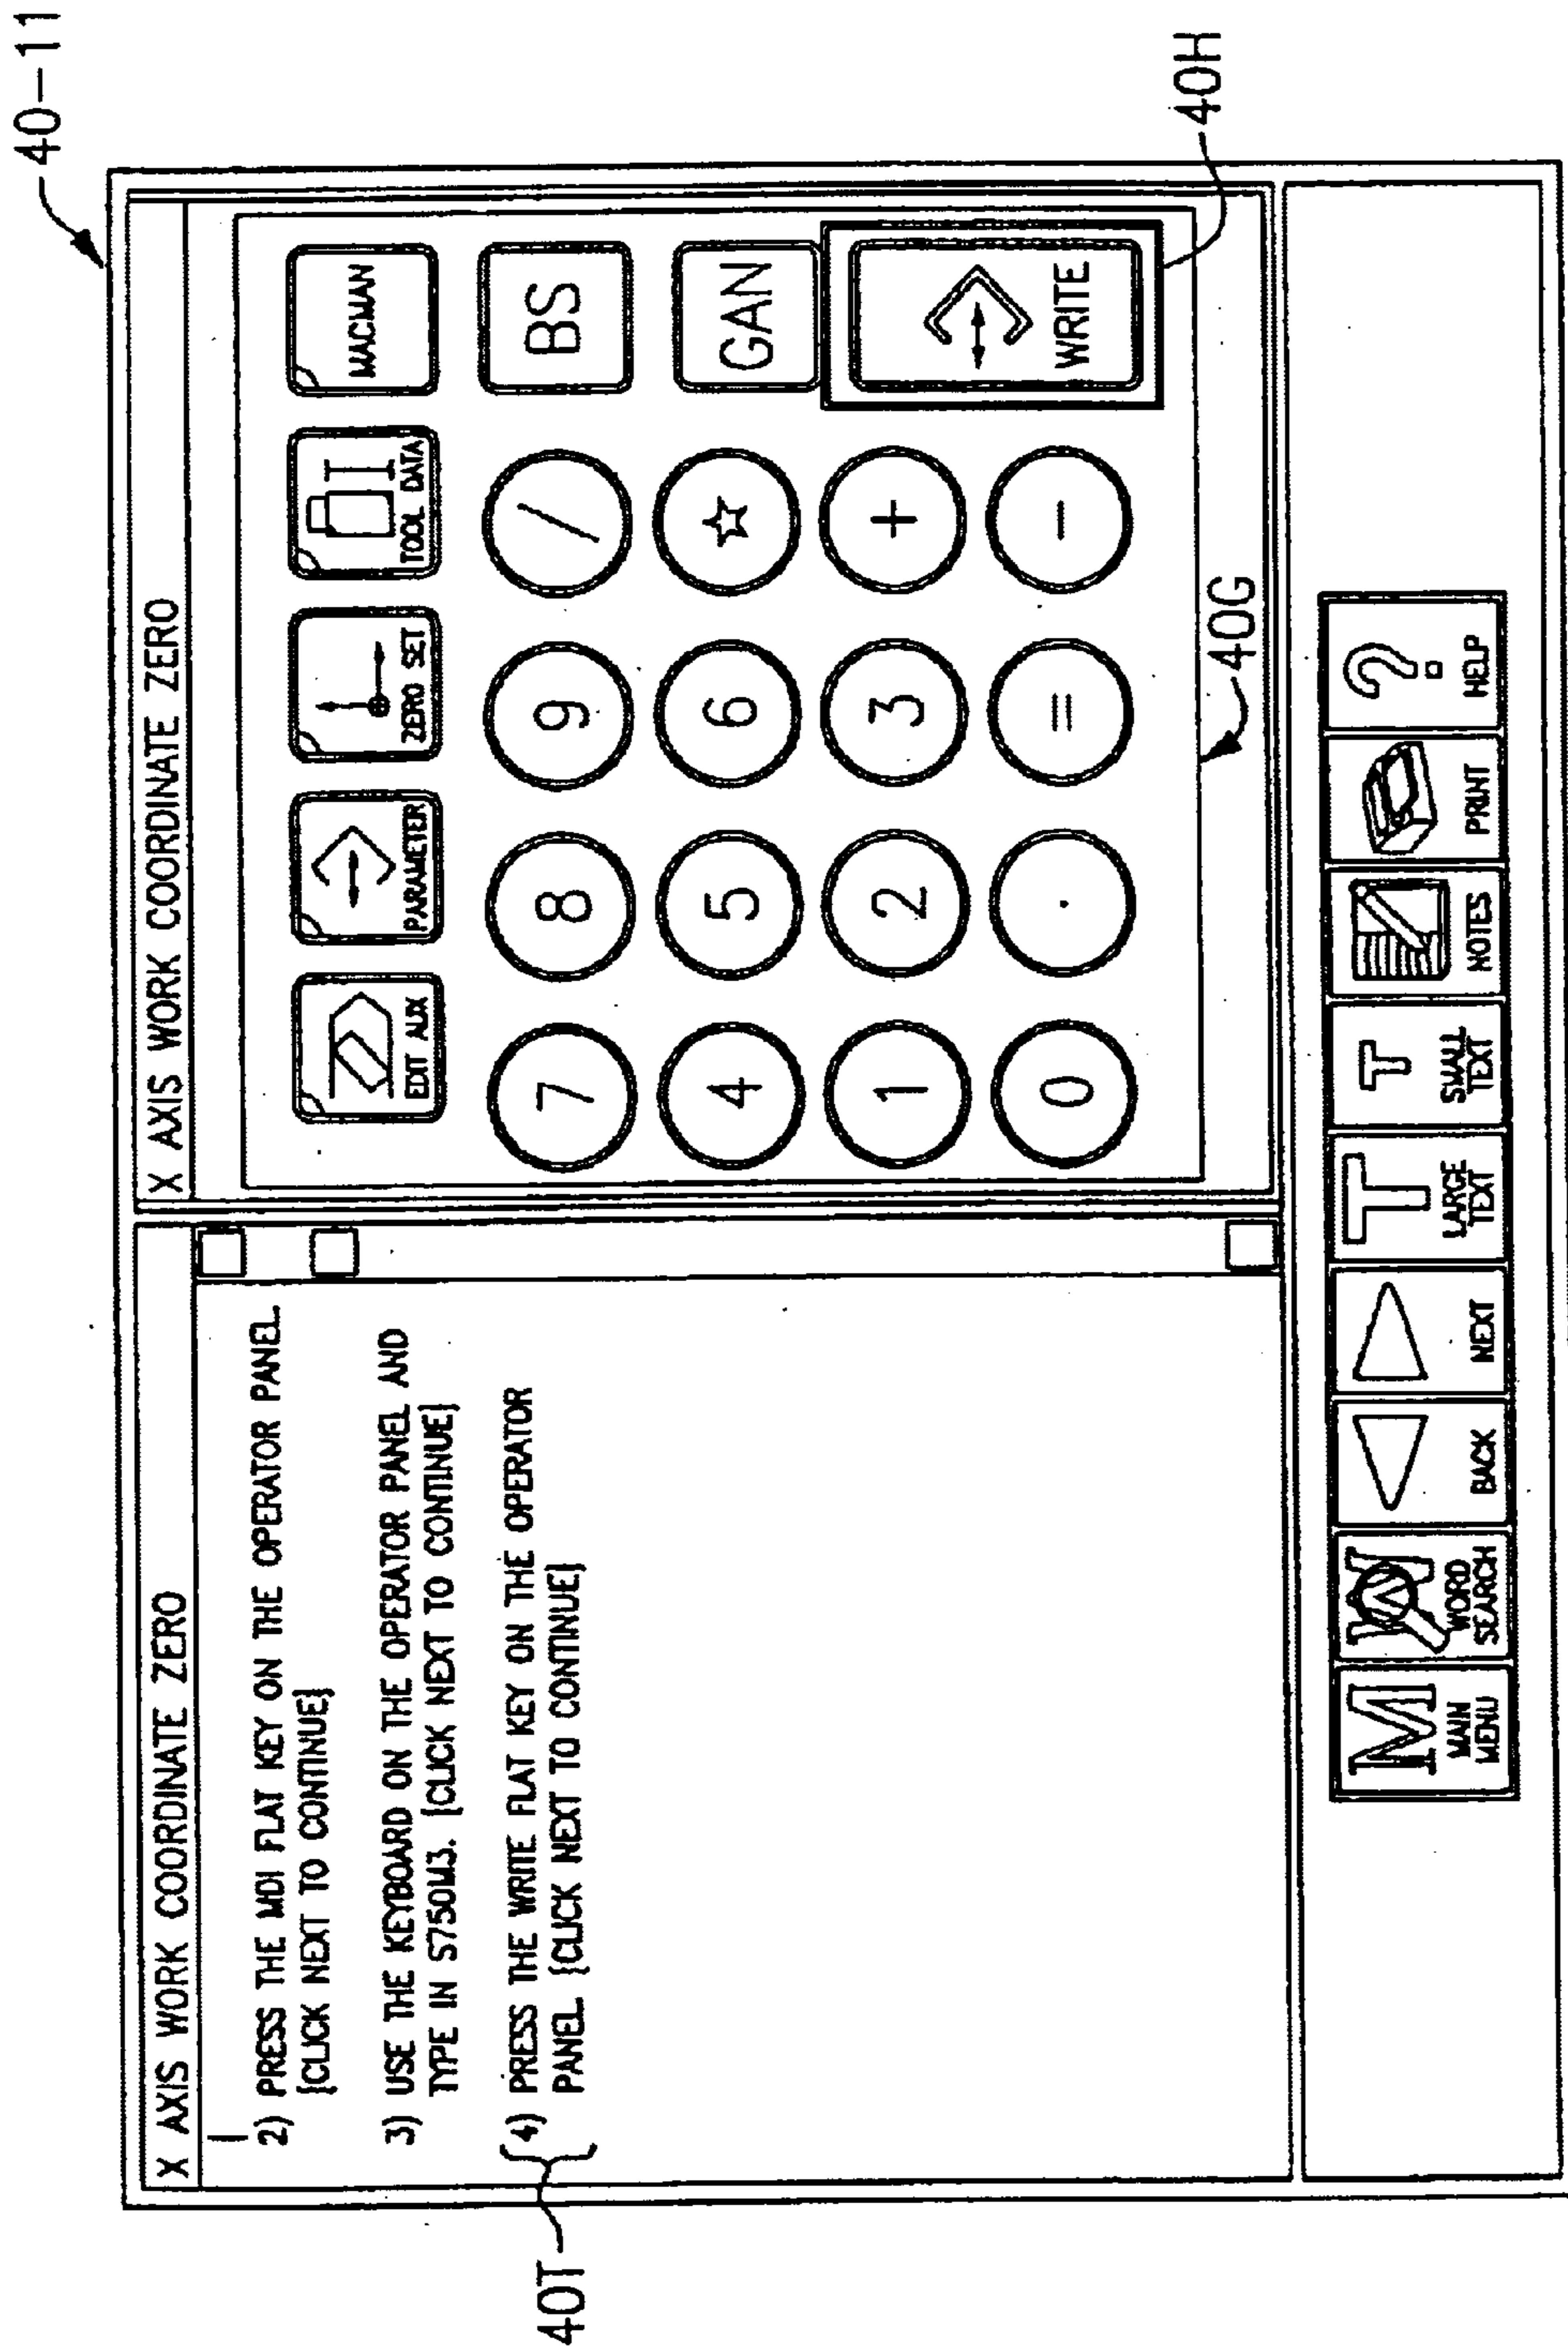 40-11
X AXIS WORK COORDINATE ZERO
2) PRESS THE MDI FLAT KEY ON THE OPERATOR PANEL.
[CLICK NEXT TO CONTINUE]
3) USE THE KEYBOARD ON THE OPERATOR PANEL AND
TYPE IN S750M3. [CLICK NEXT TO CONTINUE]
4) PRESS THE WRITE FLAT KEY ON THE OPERATOR
PANEL. [CLICK NEXT TO CONTINUE]
40T
X AXIS WORK COORDINATE ZERO
EDIT AUX PARAMETER ZERO SET TOOL DATA MACMAN
7 8 9 / BS
4 5 6 ☆ GAN
1 2 3 +
0 . = - WRITE
40G
40H
MAIN
MENU
WORD
SEARCH
BACK
NEXT
T
LARGE
TEXT
T
SMALL
TEXT
NOTES
PRINT
?
HELP